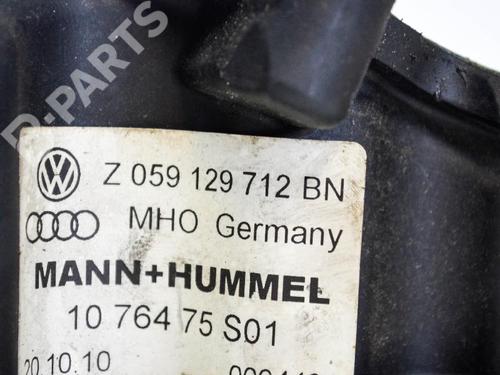 B-PARTS
Z 059 129 712 BN
MHO Germany
MANN+HUMMEL
10 764 75 S01
20.10.10